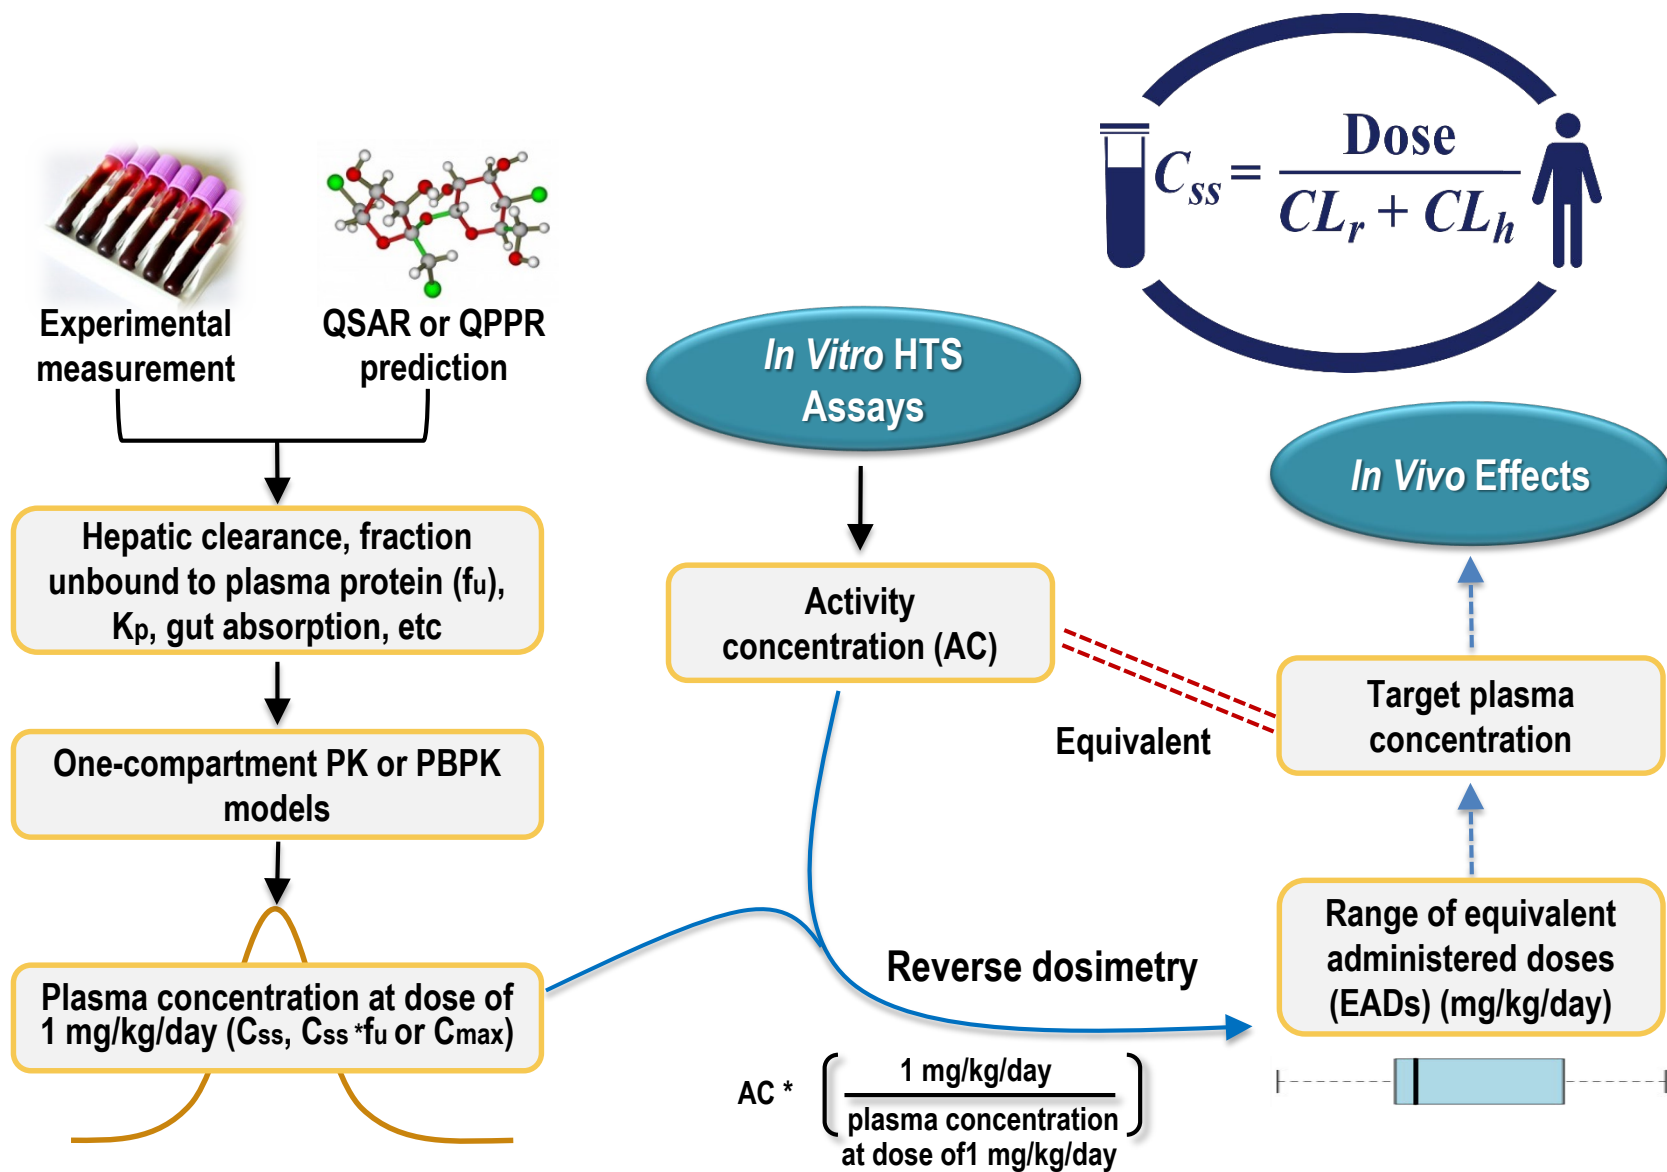 Experimental
measurement
QSAR or QPPR
prediction
Hepatic clearance, fraction
unbound to plasma protein (fu),
Kp, gut absorption, etc
One-compartment PK or PBPK
models
Plasma concentration at dose of
1 mg/kg/day (Css, Css *fu or Cmax)
In Vitro HTS
Assays
Activity
concentration (AC)
Equivalent
Reverse dosimetry
AC *
1 mg/kg/day
plasma concentration
at dose of1 mg/kg/day
Css = Dose / CLr + CLh
In Vivo Effects
Target plasma
concentration
Range of equivalent
administered doses
(EADs) (mg/kg/day)